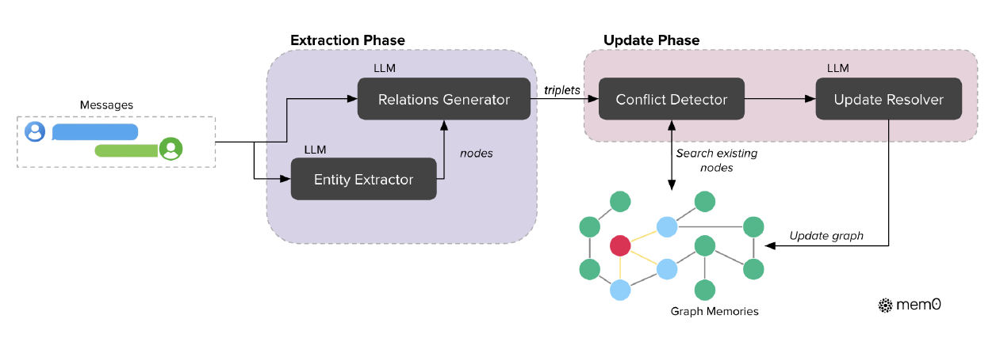 Extraction Phase
Update Phase
LLM
LLM
Messages
Relations Generator
triplets
Conflict Detector
Update Resolver
LLM
nodes
Search existing
nodes
Entity Extractor
Update graph
Graph Memories
mem0